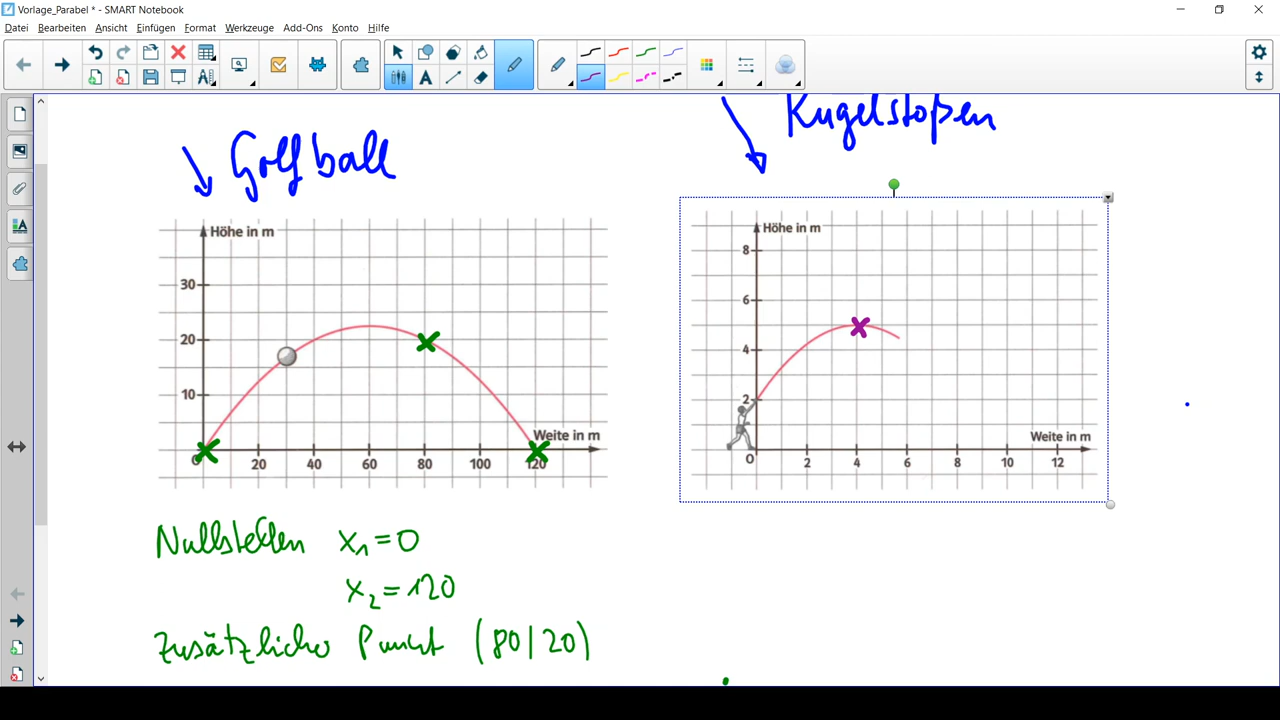 Vorlage_Parabel * - SMART Notebook
Datei Bearbeiten Ansicht Einfügen Format Werkzeuge Add-Ons Konto Hilfe
Golfball
Kugelstoßen
Höhe in m
30
20
10
0 20 40 60 80 100 120
Weite in m
Höhe in m
8
6
4
2
0 2 4 6 8 10 12
Weite in m
Nullstellen x₁ = 0
x₂ = 120
Zusätzlicher Punkt (80|20)